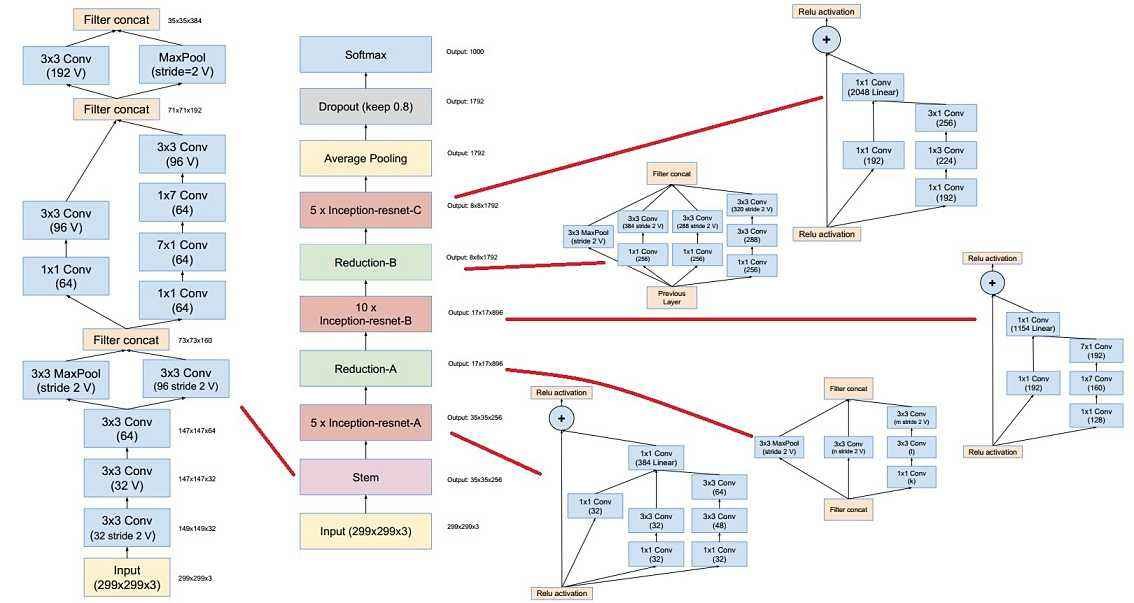 Filter concat
35x35x384
3x3 Conv
(192 V)
MaxPool
(stride=2 V)
Filter concat
71x71x192
3x3 Conv
(96 V)
1x7 Conv
(64)
3x3 Conv
(96 V)
7x1 Conv
(64)
1x1 Conv
(64)
1x1 Conv
(64)
Filter concat
73x73x160
3x3 MaxPool
(stride 2 V)
3x3 Conv
(96 stride 2 V)
3x3 Conv
(64)
147x147x64
3x3 Conv
(32 V)
147x147x32
3x3 Conv
(32 stride 2 V)
149x149x32
Input
(299x299x3)
299x299x3
Softmax
Output: 1000
Dropout (keep 0.8)
Output: 1792
Average Pooling
Output: 1792
5 x Inception-resnet-C
Output: 8x8x1792
Reduction-B
Output: 8x8x1792
10 x
Inception-resnet-B
Output: 17x17x896
Reduction-A
Output: 17x17x896
5 x Inception-resnet-A
Output: 35x35x256
Stem
Output: 35x35x256
Input (299x299x3)
299x299x3
Relu activation
+
1x1 Conv
(2048 Linear)
3x1 Conv
(256)
1x1 Conv
(192)
1x3 Conv
(224)
1x1 Conv
(192)
Relu activation
Filter concat
3x3 Conv
(320 stride 2 V)
3x3 MaxPool
(stride 2 V)
3x3 Conv
(384 stride 2 V)
3x3 Conv
(288 stride 2 V)
3x3 Conv
(288)
1x1 Conv
(256)
1x1 Conv
(256)
1x1 Conv
(256)
Previous
Layer
Relu activation
+
1x1 Conv
(1154 Linear)
7x1 Conv
(192)
1x1 Conv
(192)
1x7 Conv
(160)
1x1 Conv
(128)
Relu activation
Relu activation
+
1x1 Conv
(384 Linear)
3x3 Conv
(64)
1x1 Conv
(32)
3x3 Conv
(32)
3x3 Conv
(48)
1x1 Conv
(32)
1x1 Conv
(32)
Relu activation
Filter concat
3x3 Conv
(m stride 2 V)
3x3 MaxPool
(stride 2 V)
3x3 Conv
(n stride 2 V)
3x3 Conv
(l)
1x1 Conv
(k)
Filter concat